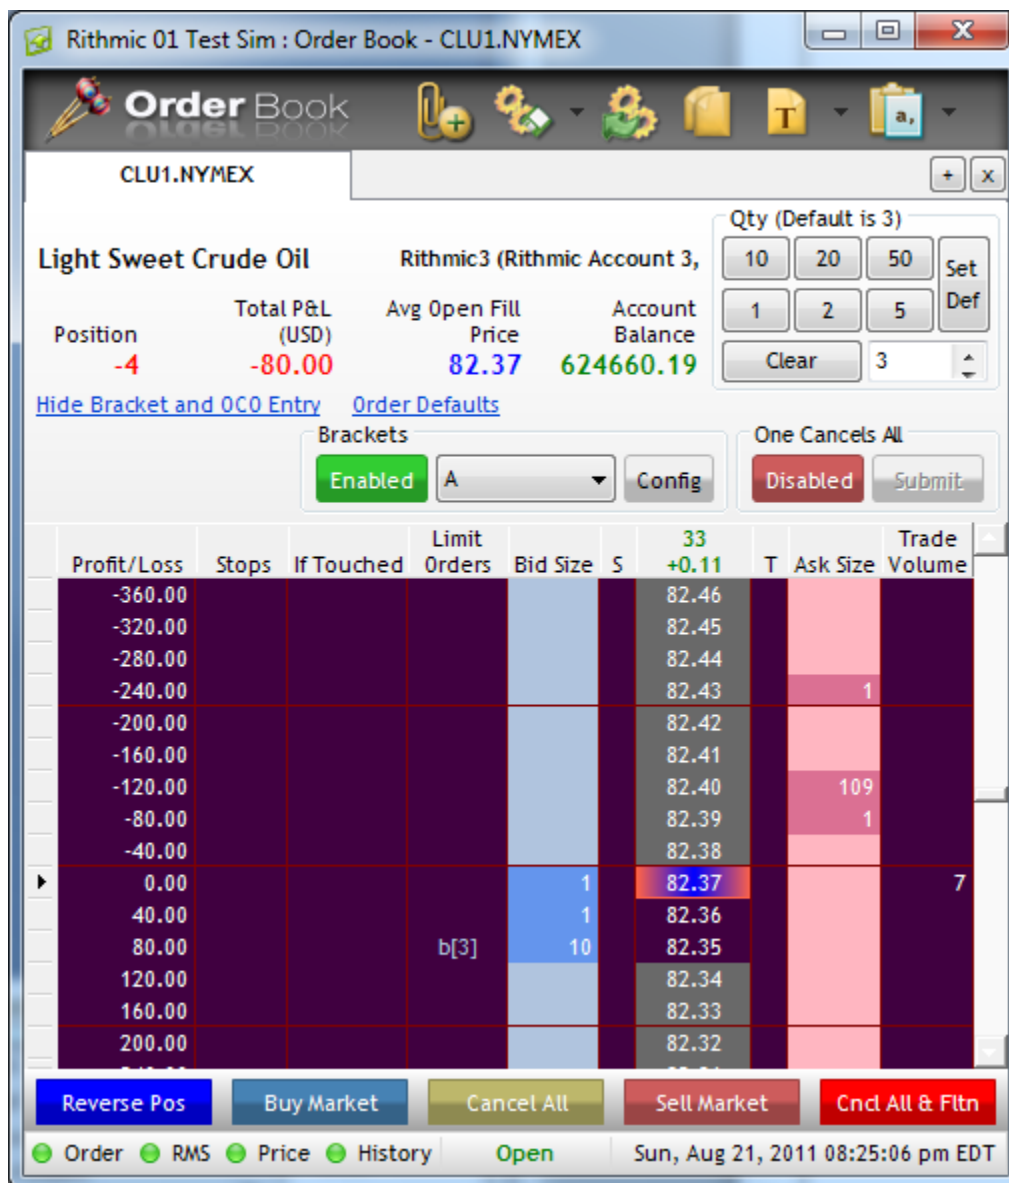 Rithmic 01 Test Sim : Order Book - CLU1.NYMEX
Order Book
T
a,
CLU1.NYMEX
+ x
Qty (Default is 3)
Light Sweet Crude Oil Rithmic3 (Rithmic Account 3,
10 20 50 Set Def
Position Total P&L (USD) Avg Open Fill Price Account Balance
1 2 5
-4 -80.00 82.37 624660.19
Clear 3
Hide Bracket and OCO Entry Order Defaults
Brackets One Cancels All
Enabled A Config Disabled Submit
Profit/Loss Stops If Touched Limit Orders Bid Size S 33 +0.11 T Ask Size Trade Volume
-360.00 82.46
-320.00 82.45
-280.00 82.44
-240.00 82.43 1
-200.00 82.42
-160.00 82.41
-120.00 82.40 109
-80.00 82.39 1
-40.00 82.38
0.00 1 82.37 7
40.00 1 82.36
80.00 b[3] 10 82.35
120.00 82.34
160.00 82.33
200.00 82.32
Reverse Pos Buy Market Cancel All Sell Market Cncl All & Fltn
Order RMS Price History Open Sun, Aug 21, 2011 08:25:06 pm EDT